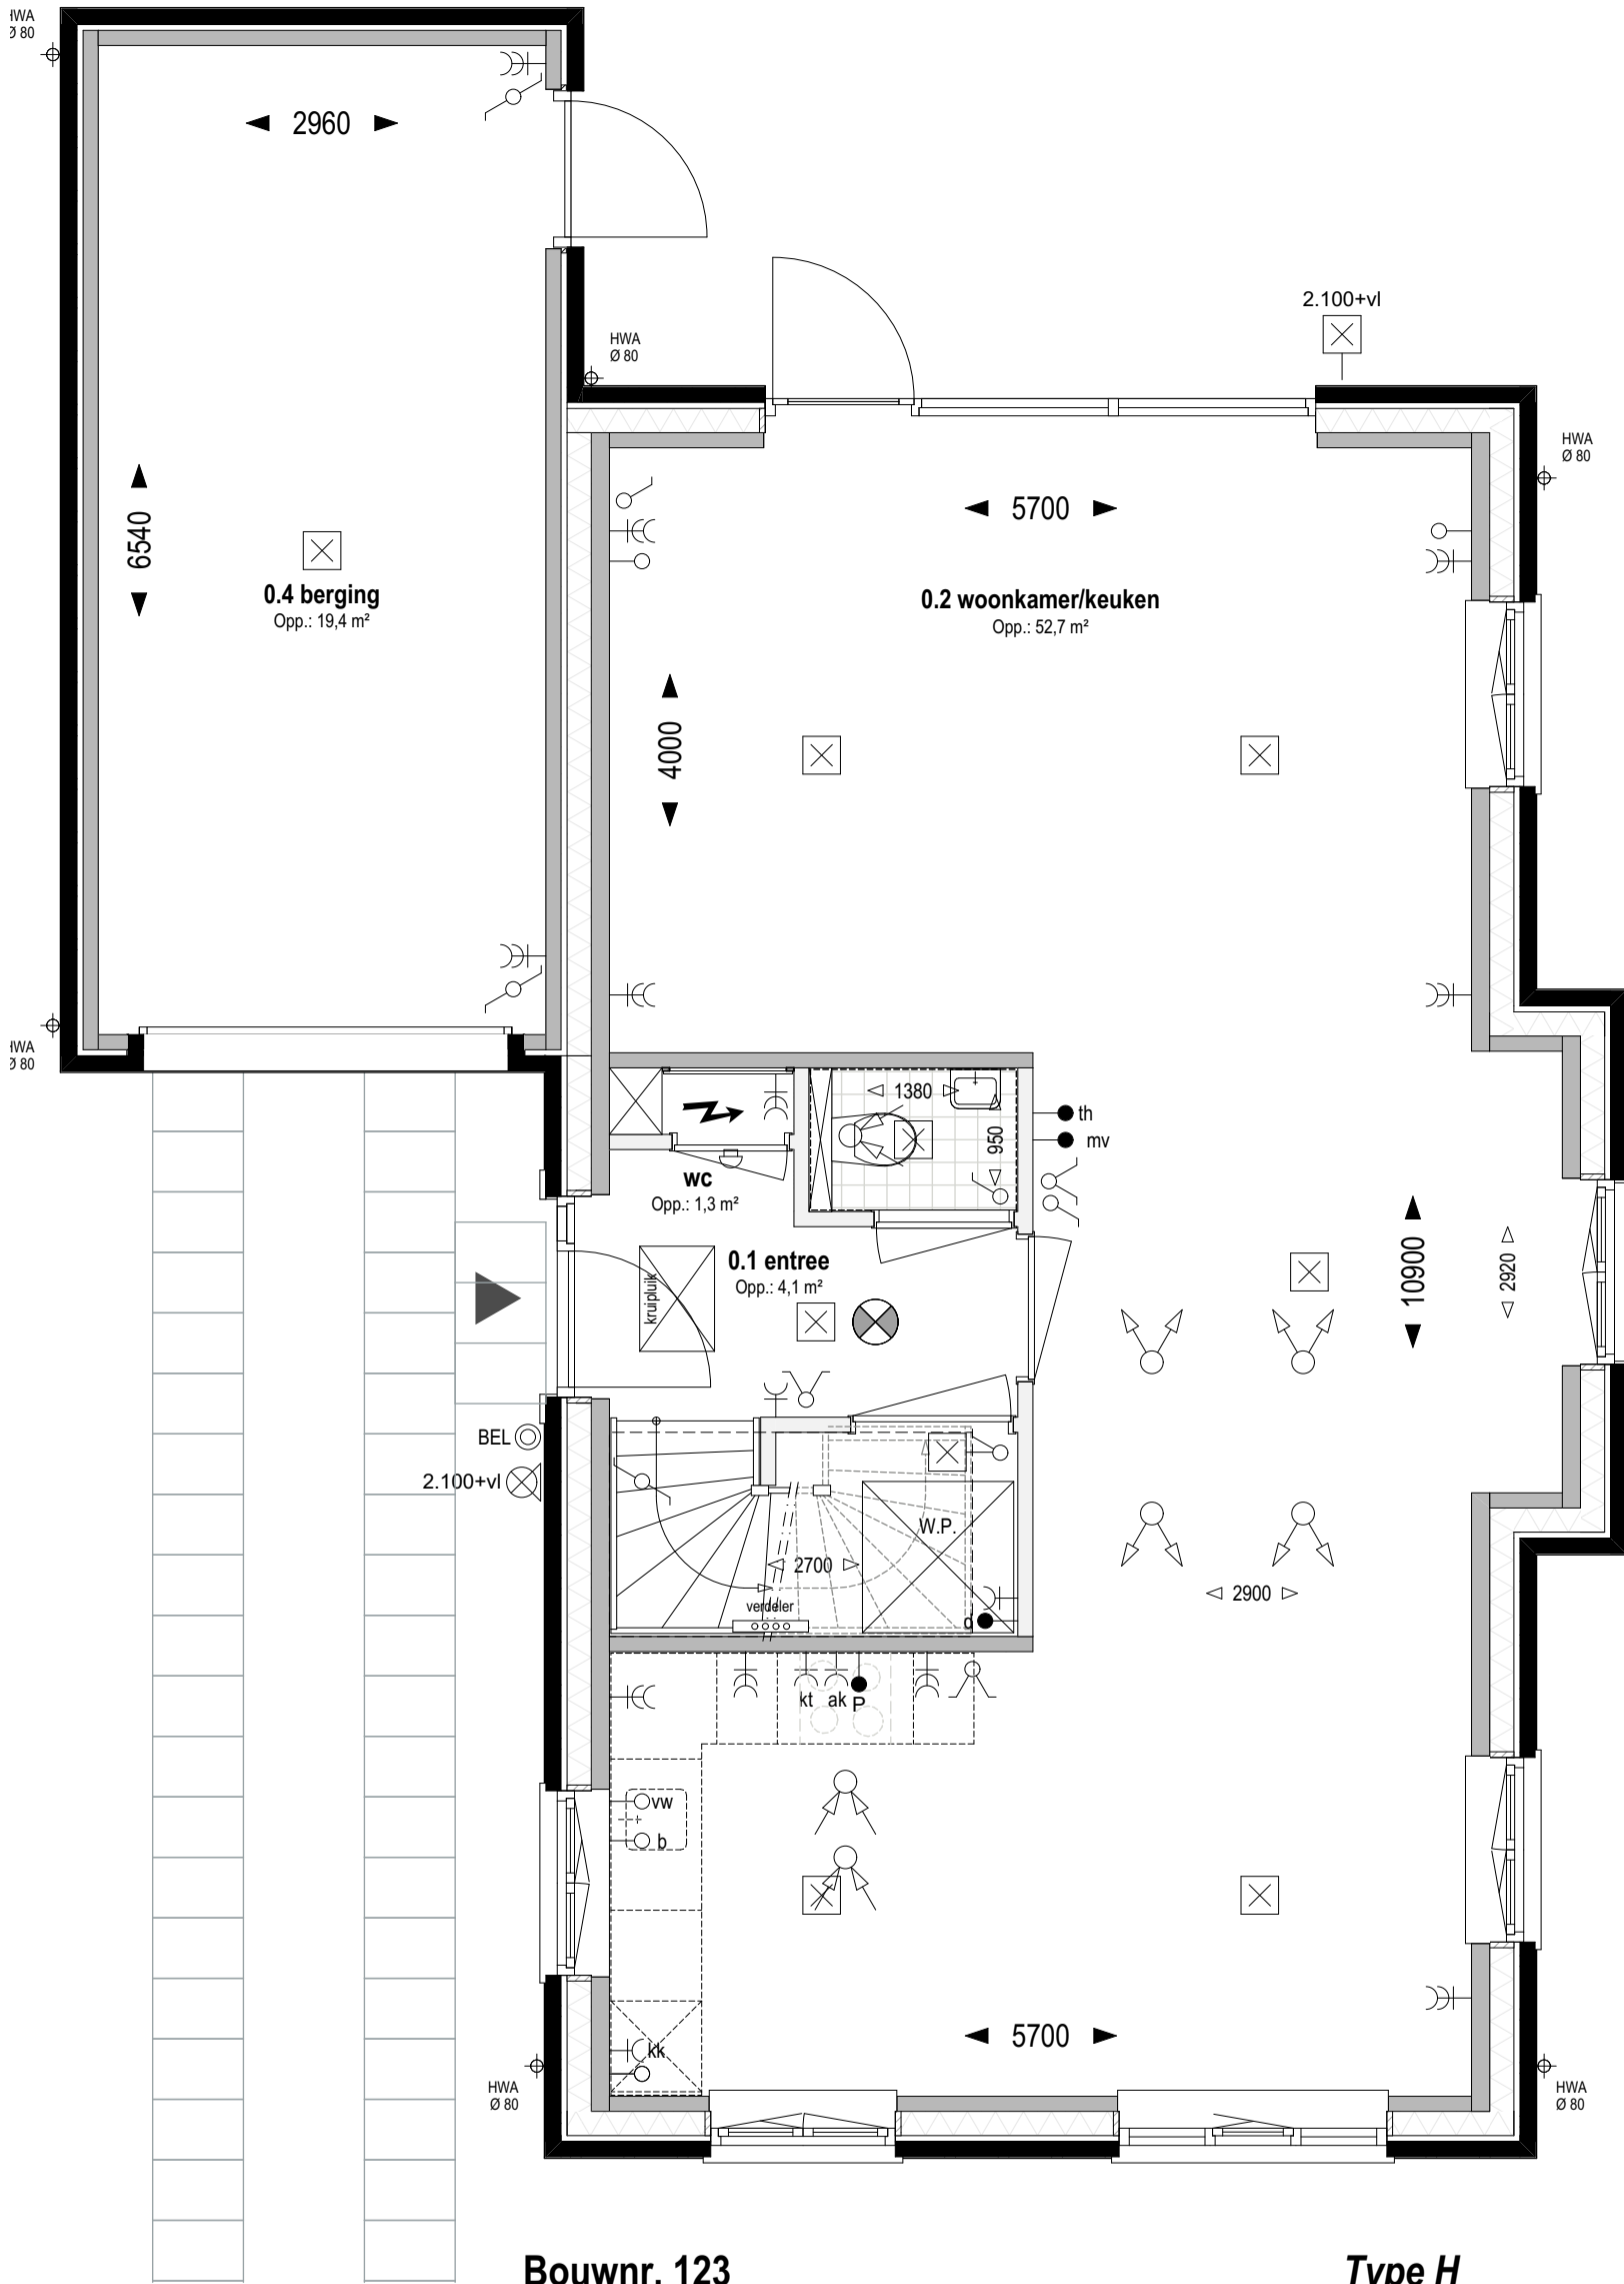 HWA
Ø 80
2960
2.100+vl
HWA
Ø 80
HWA
Ø 80
5700
6540
0.4 berging
Opp.: 19,4 m²
0.2 woonkamer/keuken
Opp.: 52,7 m²
4000
HWA
Ø 80
1380
950
th
mv
wc
Opp.: 1,3 m²
0.1 entree
Opp.: 4,1 m²
kruipluik
10900
2920
BEL
2.100+vl
W.P.
2700
2900
verdeler
d
kt ak P
vw
b
kk
5700
HWA
Ø 80
HWA
Ø 80
Bouwnr. 123
Type H